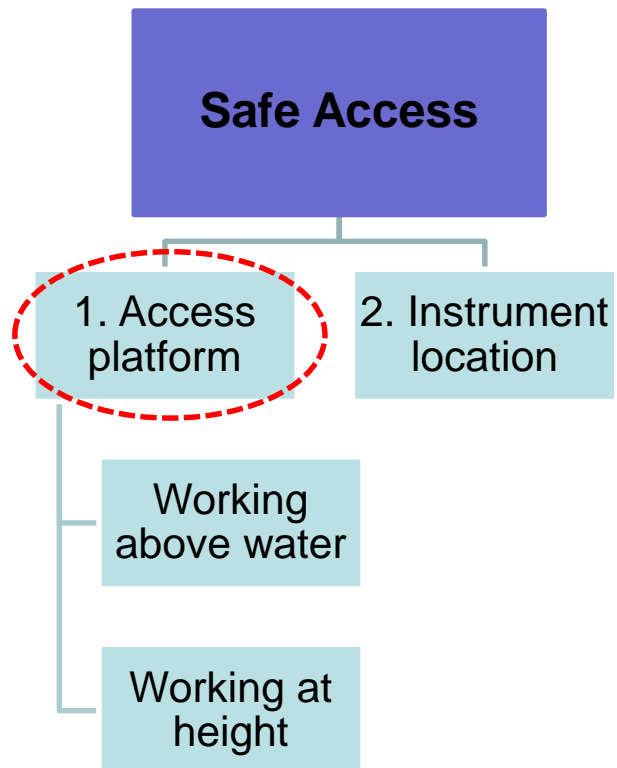 Safe Access
1. Access
platform
2. Instrument
location
Working
above water
Working at
height